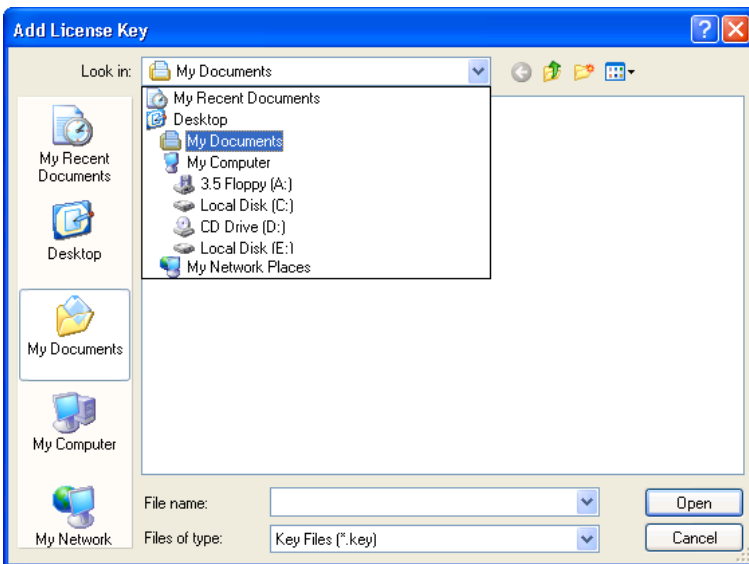 Add License Key
Look in:
My Documents
My Recent Documents
Desktop
My Documents
My Computer
3.5 Floppy (A:)
Local Disk (C:)
CD Drive (D:)
Local Disk (E:)
My Network Places
My Recent
Documents
Desktop
My Documents
My Computer
My Network
File name:
Open
Files of type:
Key Files (*.key)
Cancel